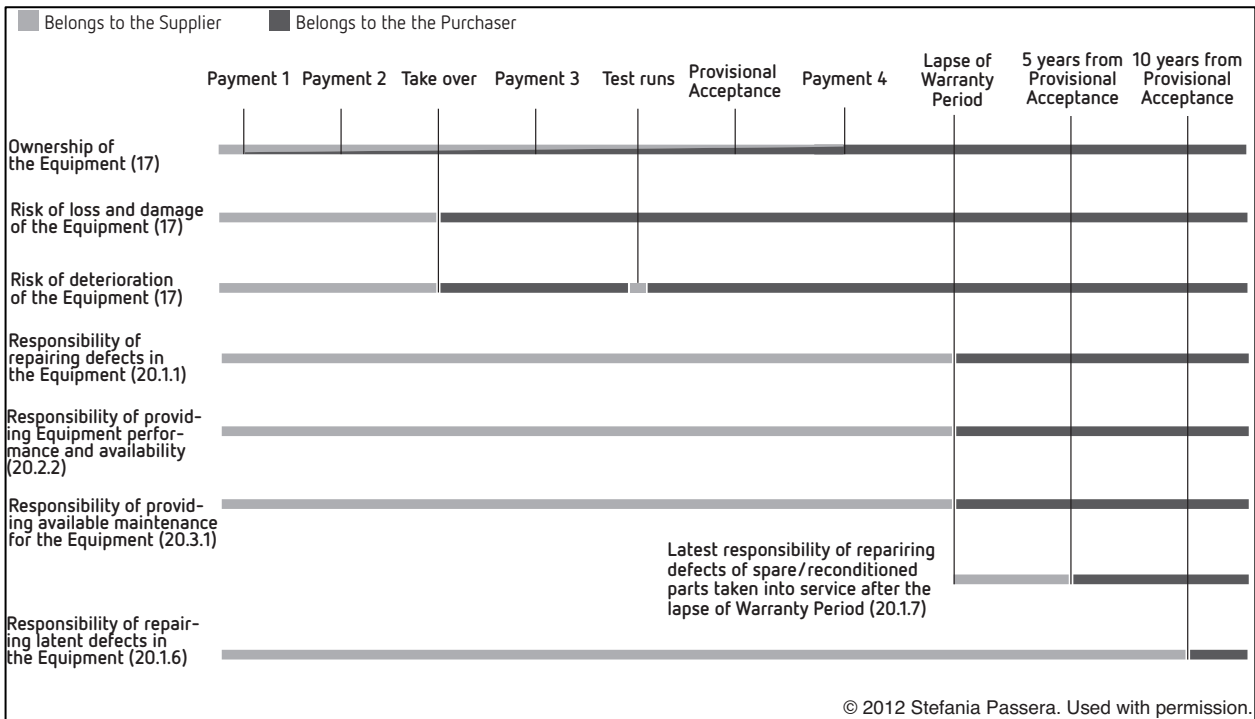 Belongs to the Supplier
Belongs to the the Purchaser
Payment 1
Payment 2
Take over
Payment 3
Test runs
Provisional
Acceptance
Payment 4
Lapse of
Warranty
Period
5 years from
Provisional
Acceptance
10 years from
Provisional
Acceptance
Ownership of
the Equipment (17)
Risk of loss and damage
of the Equipment (17)
Risk of deterioration
of the Equipment (17)
Responsibility of
repairing defects in
the Equipment (20.1.1)
Responsibility of provid-
ing Equipment perfor-
mance and availability
(20.2.2)
Responsibility of provid-
ing available maintenance
for the Equipment (20.3.1)
Latest responsibility of repariring
defects of spare/reconditioned
parts taken into service after the
lapse of Warranty Period (20.1.7)
Responsibility of repair-
ing latent defects in
the Equipment (20.1.6)
© 2012 Stefania Passera. Used with permission.